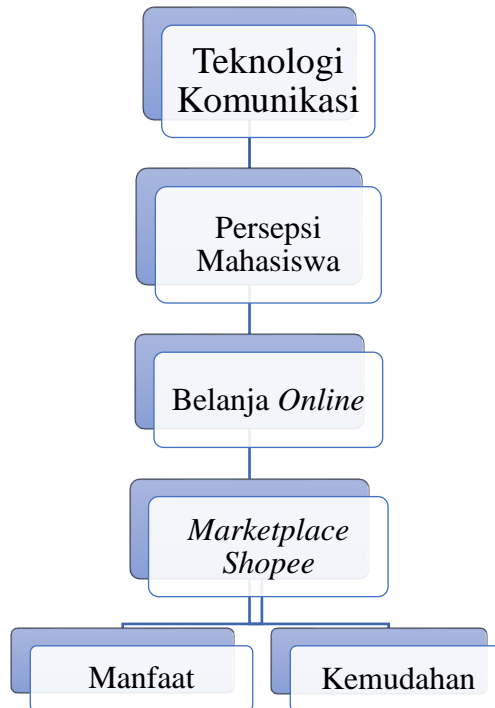 Teknologi
Komunikasi
Persepsi
Mahasiswa
Belanja Online
Marketplace
Shopee
Manfaat
Kemudahan